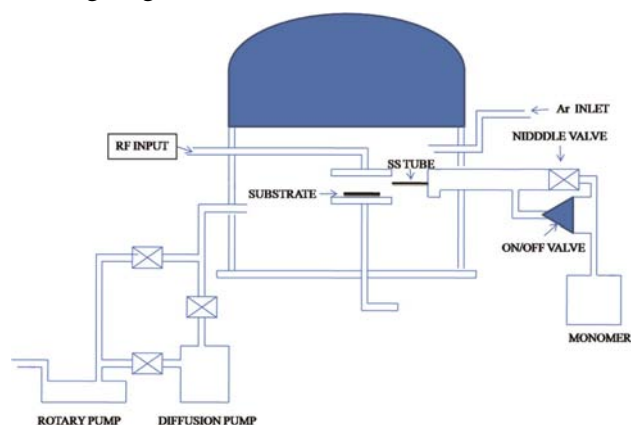 Ar INLET
NIDDDLE VALVE
RF INPUT
SS TUBE
SUBSTRATE
ON/OFF VALVE
MONOMER
ROTARY PUMP
DIFFUSION PUMP